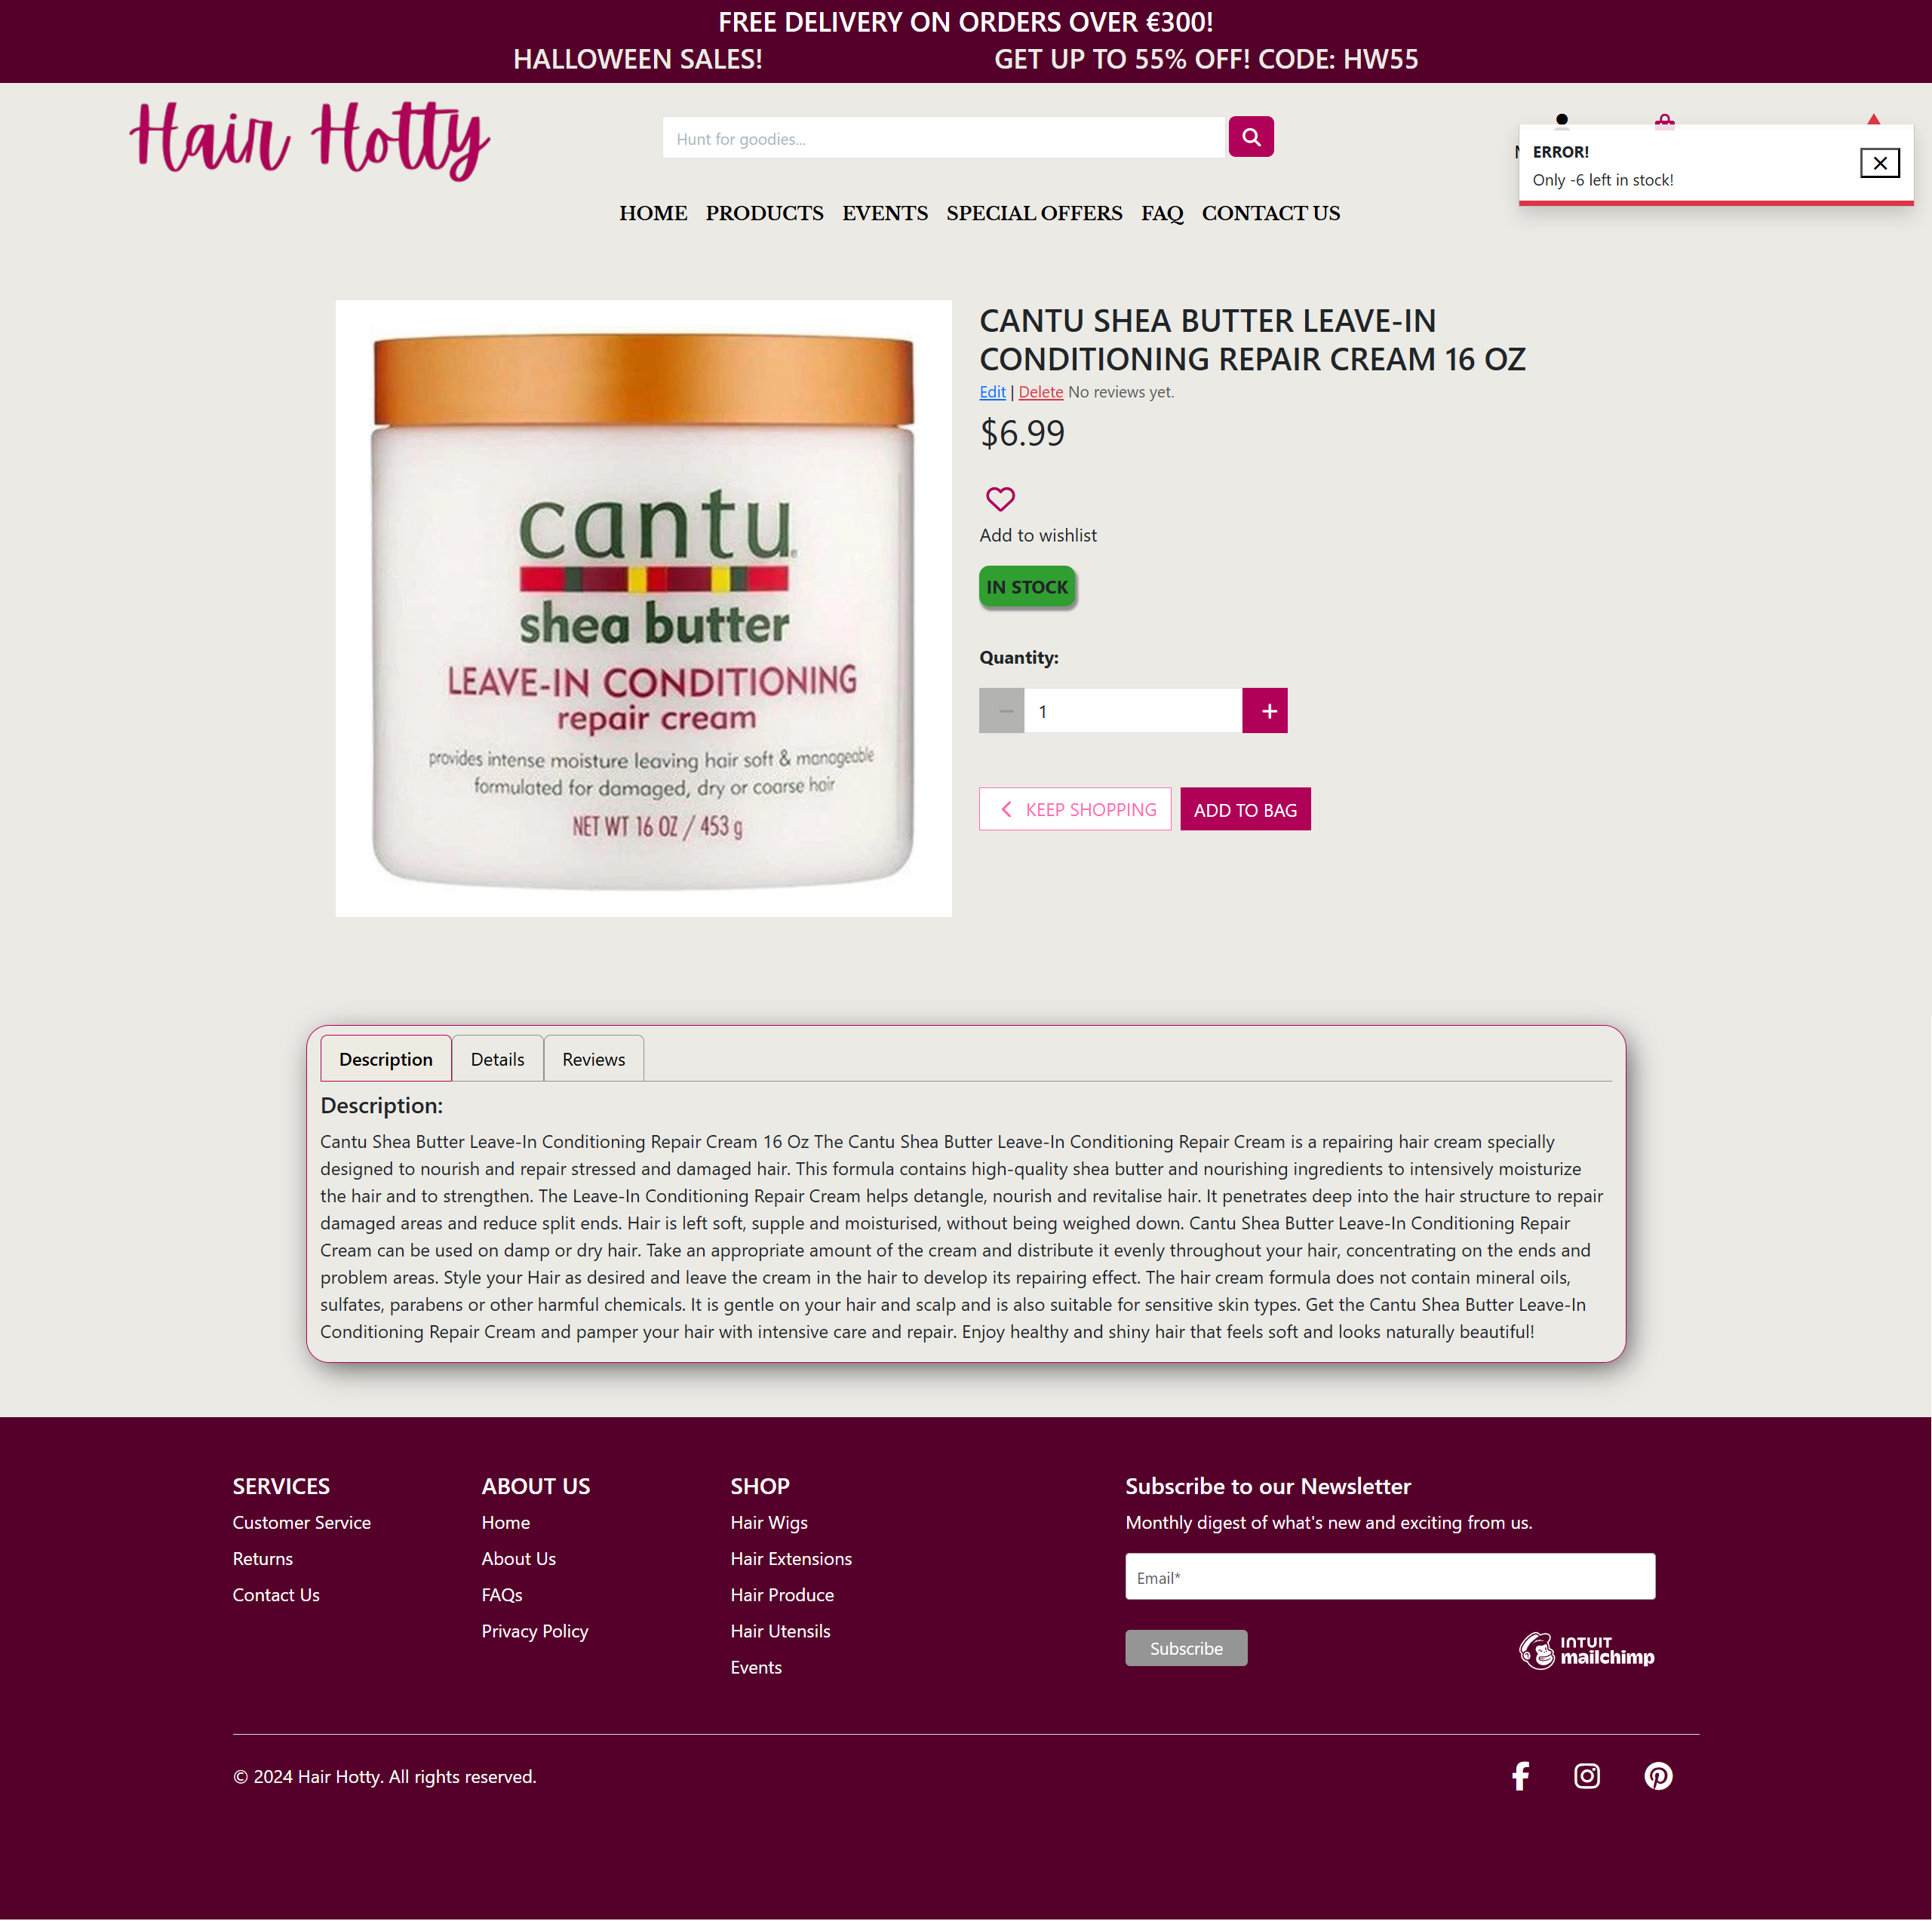 FREE DELIVERY ON ORDERS OVER €300!
HALLOWEEN SALES! GET UP TO 55% OFF! CODE: HW55
Hair Hotty
Hunt for goodies...
ERROR!
Only -6 left in stock!
HOME PRODUCTS EVENTS SPECIAL OFFERS FAQ CONTACT US
cantu
shea butter
LEAVE-IN CONDITIONING
repair cream
provides intense moisture leaving hair soft & manageable
formulated for damaged, dry or coarse hair
NET WT 16 OZ / 453 g
CANTU SHEA BUTTER LEAVE-IN
CONDITIONING REPAIR CREAM 16 OZ
Edit | Delete No reviews yet.
$6.99
Add to wishlist
IN STOCK
Quantity:
1
KEEP SHOPPING ADD TO BAG
Description Details Reviews
Description:
Cantu Shea Butter Leave-In Conditioning Repair Cream 16 Oz The Cantu Shea Butter Leave-In Conditioning Repair Cream is a repairing hair cream specially
designed to nourish and repair stressed and damaged hair. This formula contains high-quality shea butter and nourishing ingredients to intensively moisturize
the hair and to strengthen. The Leave-In Conditioning Repair Cream helps detangle, nourish and revitalise hair. It penetrates deep into the hair structure to repair
damaged areas and reduce split ends. Hair is left soft, supple and moisturised, without being weighed down. Cantu Shea Butter Leave-In Conditioning Repair
Cream can be used on damp or dry hair. Take an appropriate amount of the cream and distribute it evenly throughout your hair, concentrating on the ends and
problem areas. Style your Hair as desired and leave the cream in the hair to develop its repairing effect. The hair cream formula does not contain mineral oils,
sulfates, parabens or other harmful chemicals. It is gentle on your hair and scalp and is also suitable for sensitive skin types. Get the Cantu Shea Butter Leave-In
Conditioning Repair Cream and pamper your hair with intensive care and repair. Enjoy healthy and shiny hair that feels soft and looks naturally beautiful!
SERVICES
Customer Service
Returns
Contact Us
ABOUT US
Home
About Us
FAQs
Privacy Policy
SHOP
Hair Wigs
Hair Extensions
Hair Produce
Hair Utensils
Events
Subscribe to our Newsletter
Monthly digest of what's new and exciting from us.
Email*
Subscribe
INTUIT
mailchimp
© 2024 Hair Hotty. All rights reserved.